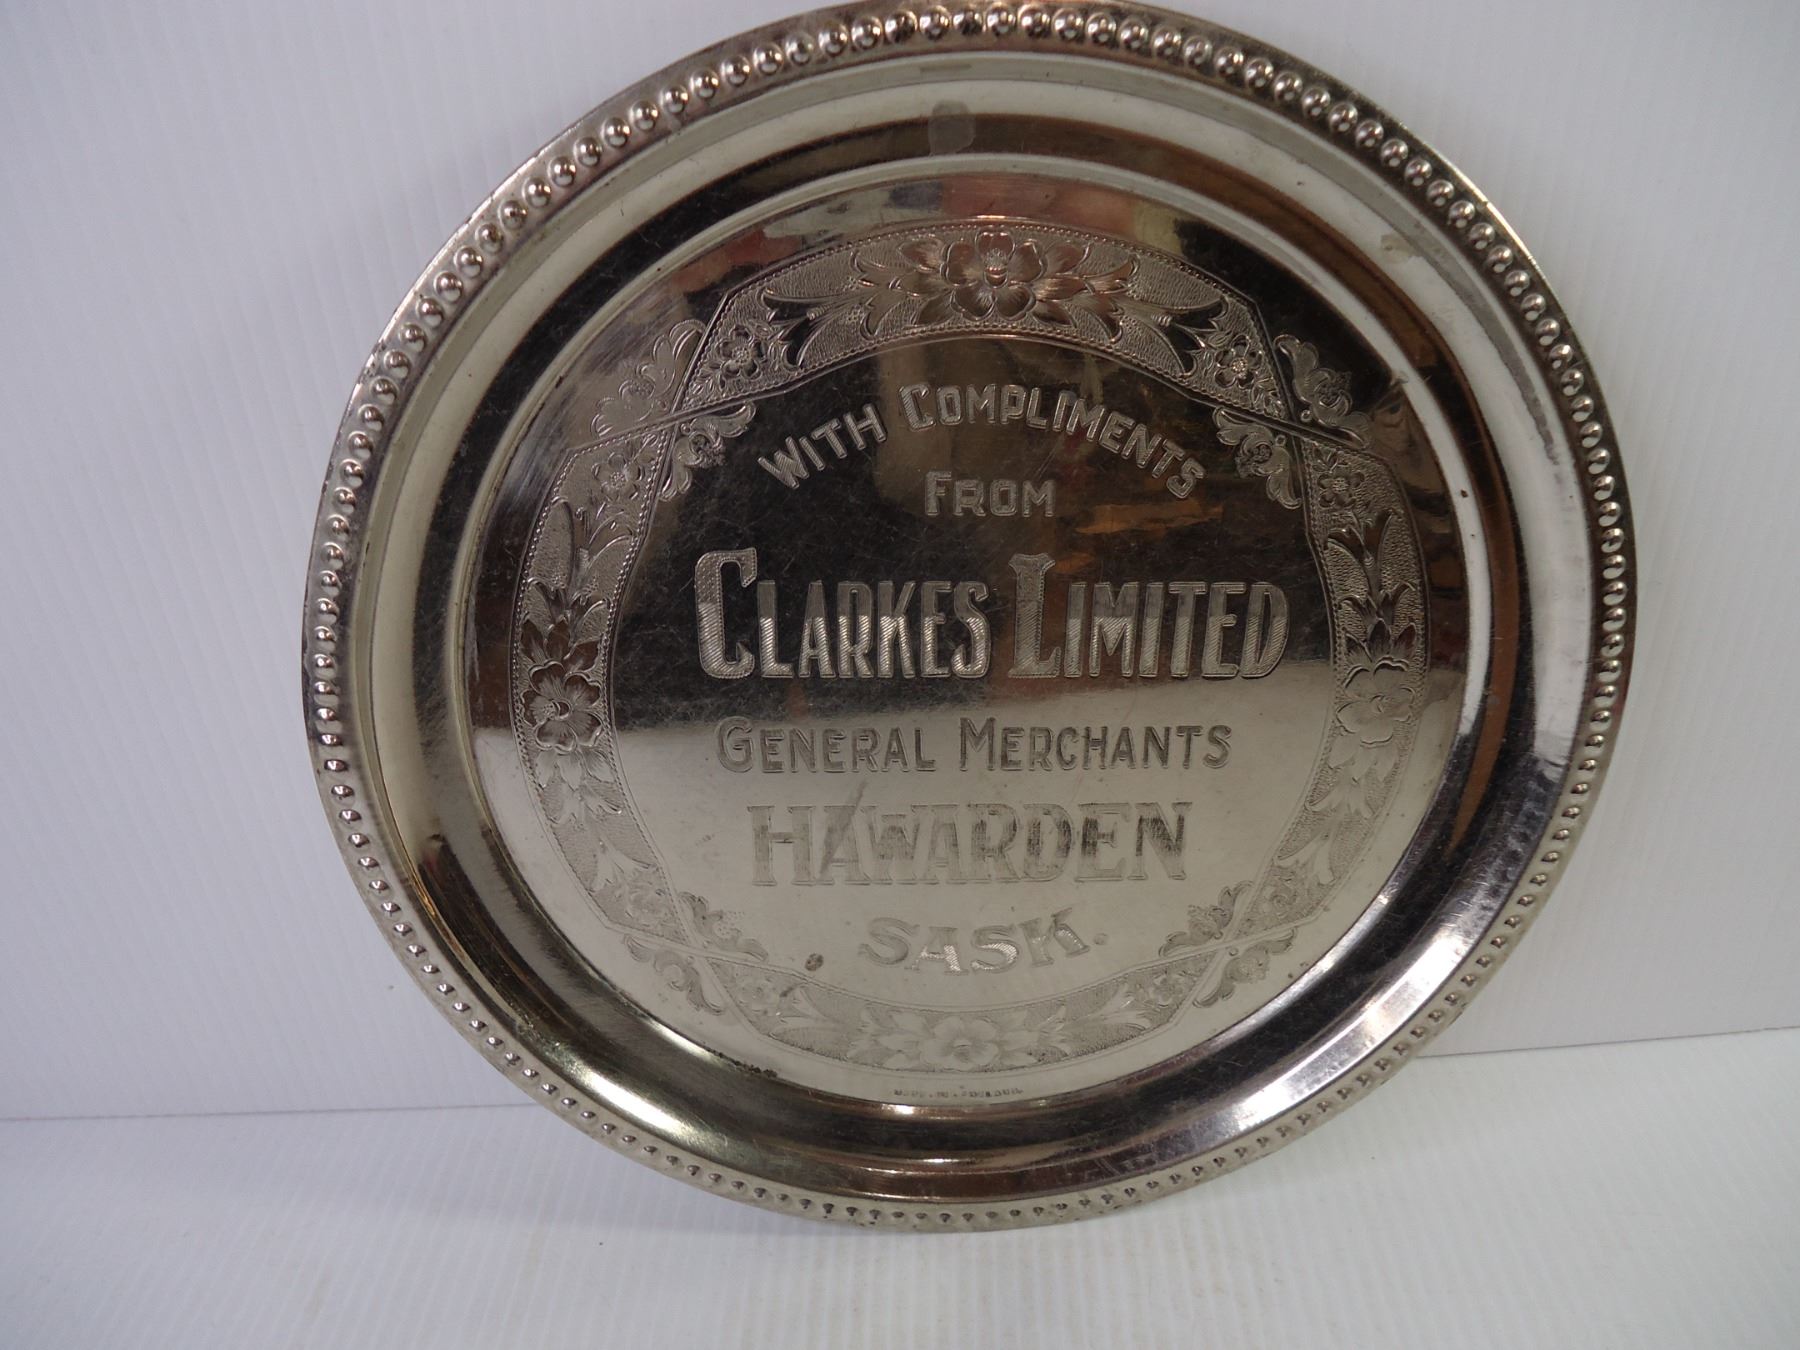 WITH COMPLIMENTS
FROM
CLARKES LIMITED
GENERAL MERCHANTS
HAWARDEN
SASK.